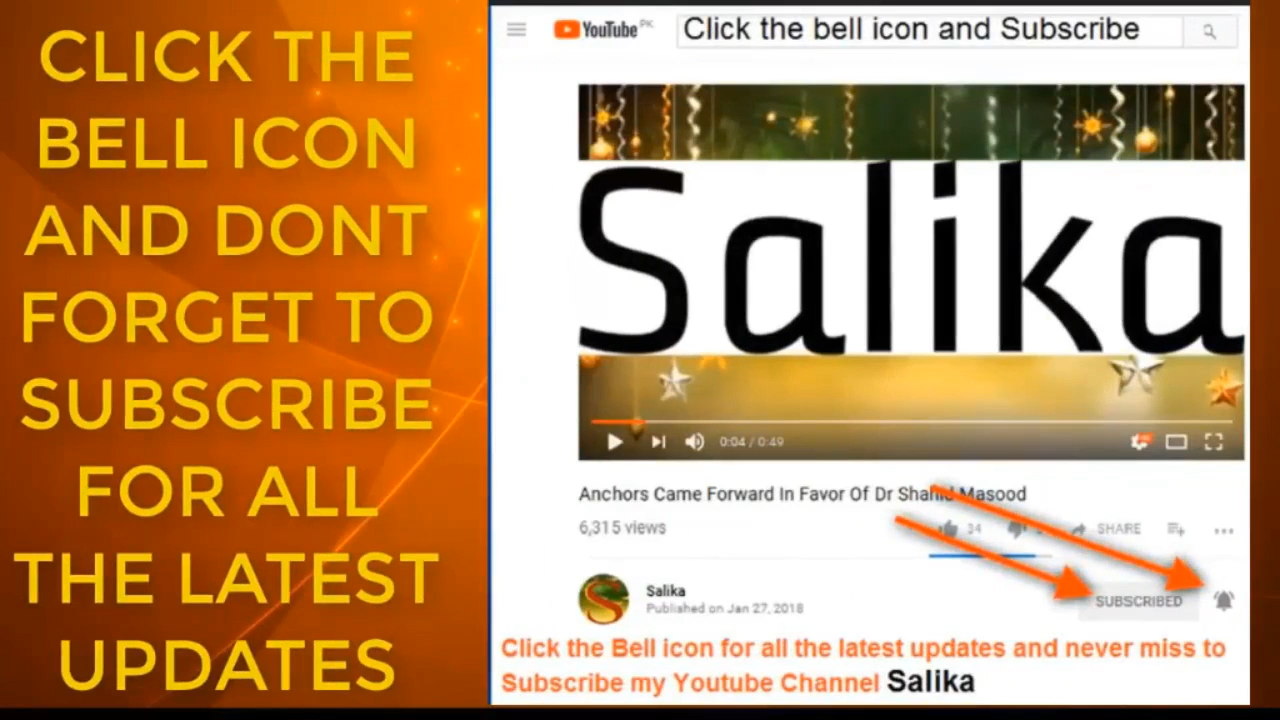 CLICK THE
BELL ICON
AND DONT
FORGET TO
SUBSCRIBE
FOR ALL
THE LATEST
UPDATES
YouTube PK
Click the bell icon and Subscribe
Salika
0:04 / 0:49
Anchors Came Forward In Favor Of Dr Shahid Masood
6,315 views
34
SHARE
Salika
Published on Jan 27, 2018
SUBSCRIBED
Click the Bell icon for all the latest updates and never miss to
Subscribe my Youtube Channel Salika